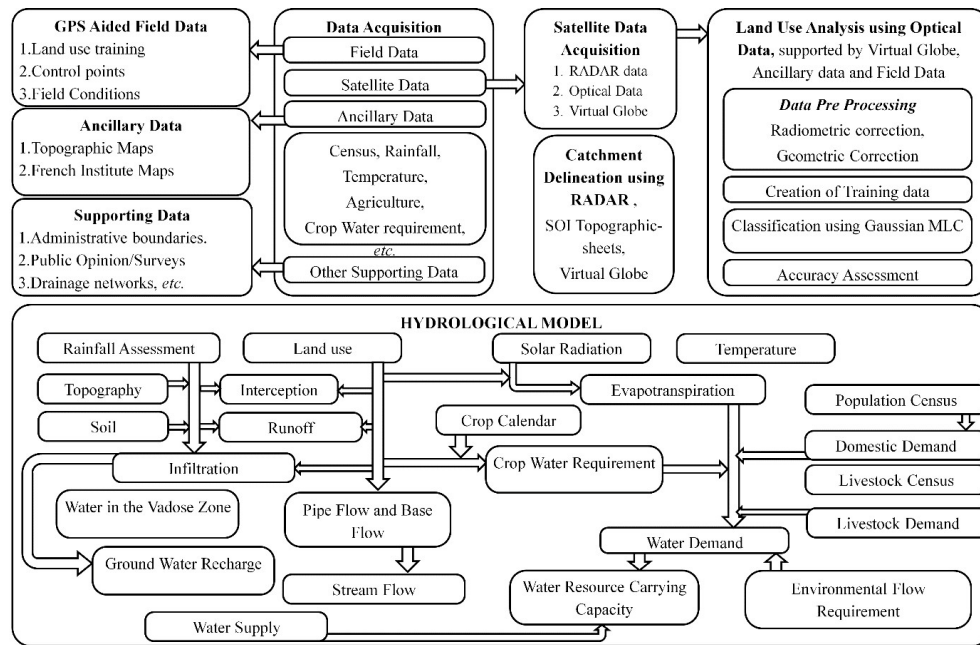 GPS Aided Field Data
1.Land use training
2.Control points
3.Field Conditions
Ancillary Data
1.Topographic Maps
2.French Institute Maps
Supporting Data
1.Administrative boundaries.
2.Public Opinion/Surveys
3.Drainage networks, etc.
Data Acquisition
Field Data
Satellite Data
Ancillary Data
Census, Rainfall,
Temperature,
Agriculture,
Crop Water requirement,
etc.
Other Supporting Data
Satellite Data
Acquisition
1. RADAR data
2. Optical Data
3. Virtual Globe
Catchment
Delineation using
RADAR ,
SOI Topographic-
sheets,
Virtual Globe
Land Use Analysis using Optical
Data, supported by Virtual Globe,
Ancillary data and Field Data
Data Pre Processing
Radiometric correction,
Geometric Correction
Creation of Training data
Classification using Gaussian MLC
Accuracy Assessment
HYDROLOGICAL MODEL
Rainfall Assessment
Land use
Solar Radiation
Temperature
Topography
Interception
Evapotranspiration
Population Census
Soil
Runoff
Crop Calendar
Domestic Demand
Infiltration
Crop Water Requirement
Livestock Census
Water in the Vadose Zone
Pipe Flow and Base
Flow
Livestock Demand
Water Demand
Ground Water Recharge
Stream Flow
Water Resource Carrying
Capacity
Environmental Flow
Requirement
Water Supply